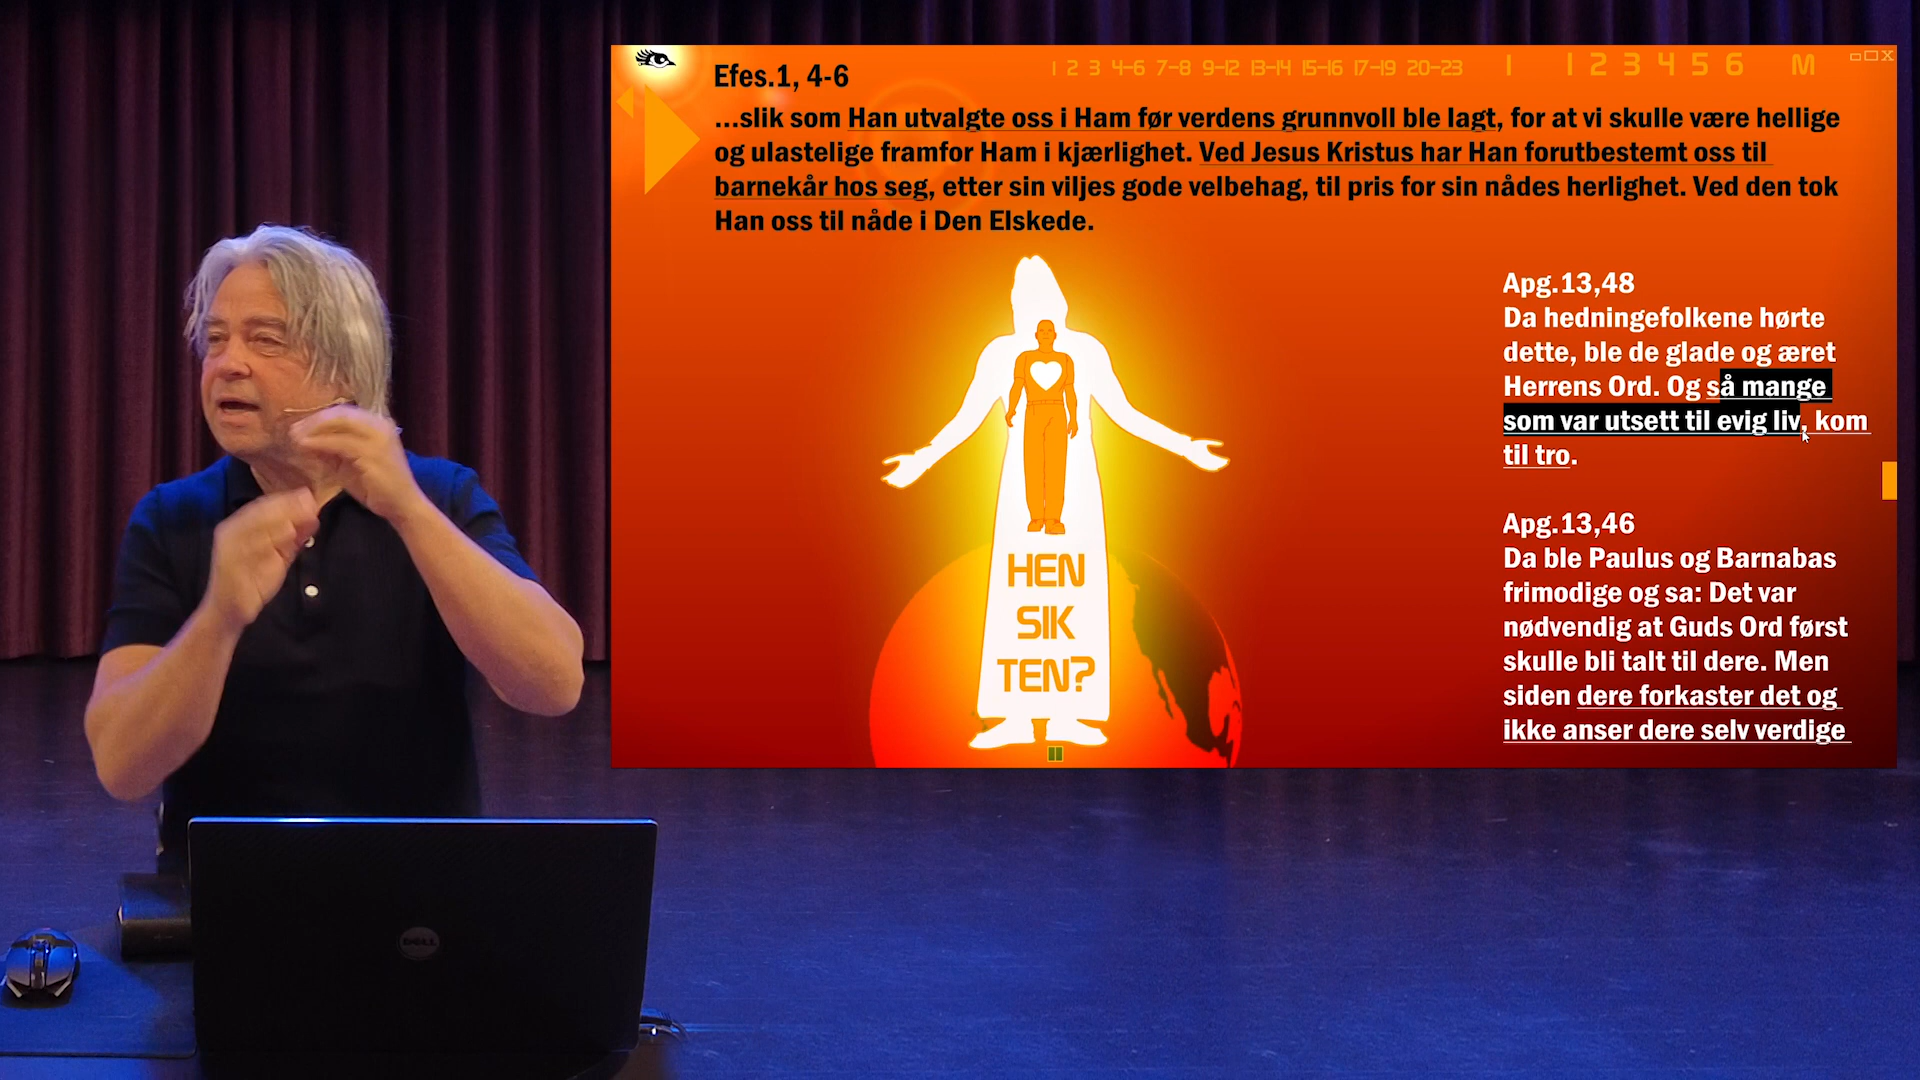 Efes.1, 4-6
1 2 3 4-6 7-8 9-12 13-14 15-16 17-19 20-23 1 1 2 3 4 5 6 M X
...slik som Han utvalgte oss i Ham før verdens grunnvoll ble lagt, for at vi skulle være hellige
og ulastelige framfor Ham i kjærlighet. Ved Jesus Kristus har Han forutbestemt oss til
barnekår hos seg, etter sin viljes gode velbehag, til pris for sin nådes herlighet. Ved den tok
Han oss til nåde i Den Elskede.
HEN
SIK
TEN?
Apg.13,48
Da hedningefolkene hørte
dette, ble de glade og æret
Herrens Ord. Og så mange
som var utsett til evig liv, kom
til tro.
Apg.13,46
Da ble Paulus og Barnabas
frimodige og sa: Det var
nødvendig at Guds Ord først
skulle bli talt til dere. Men
siden dere forkaster det og
ikke anser dere selv verdige
DELL